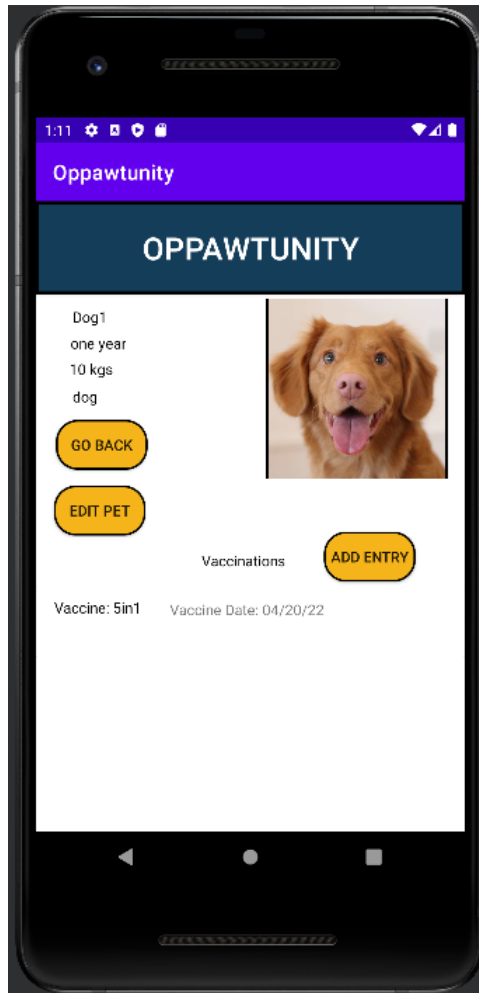 1:11
Oppawtunity
OPPAWTUNITY
Dog1
one year
10 kgs
dog
GO BACK
EDIT PET
Vaccinations
ADD ENTRY
Vaccine: 5in1 Vaccine Date: 04/20/22